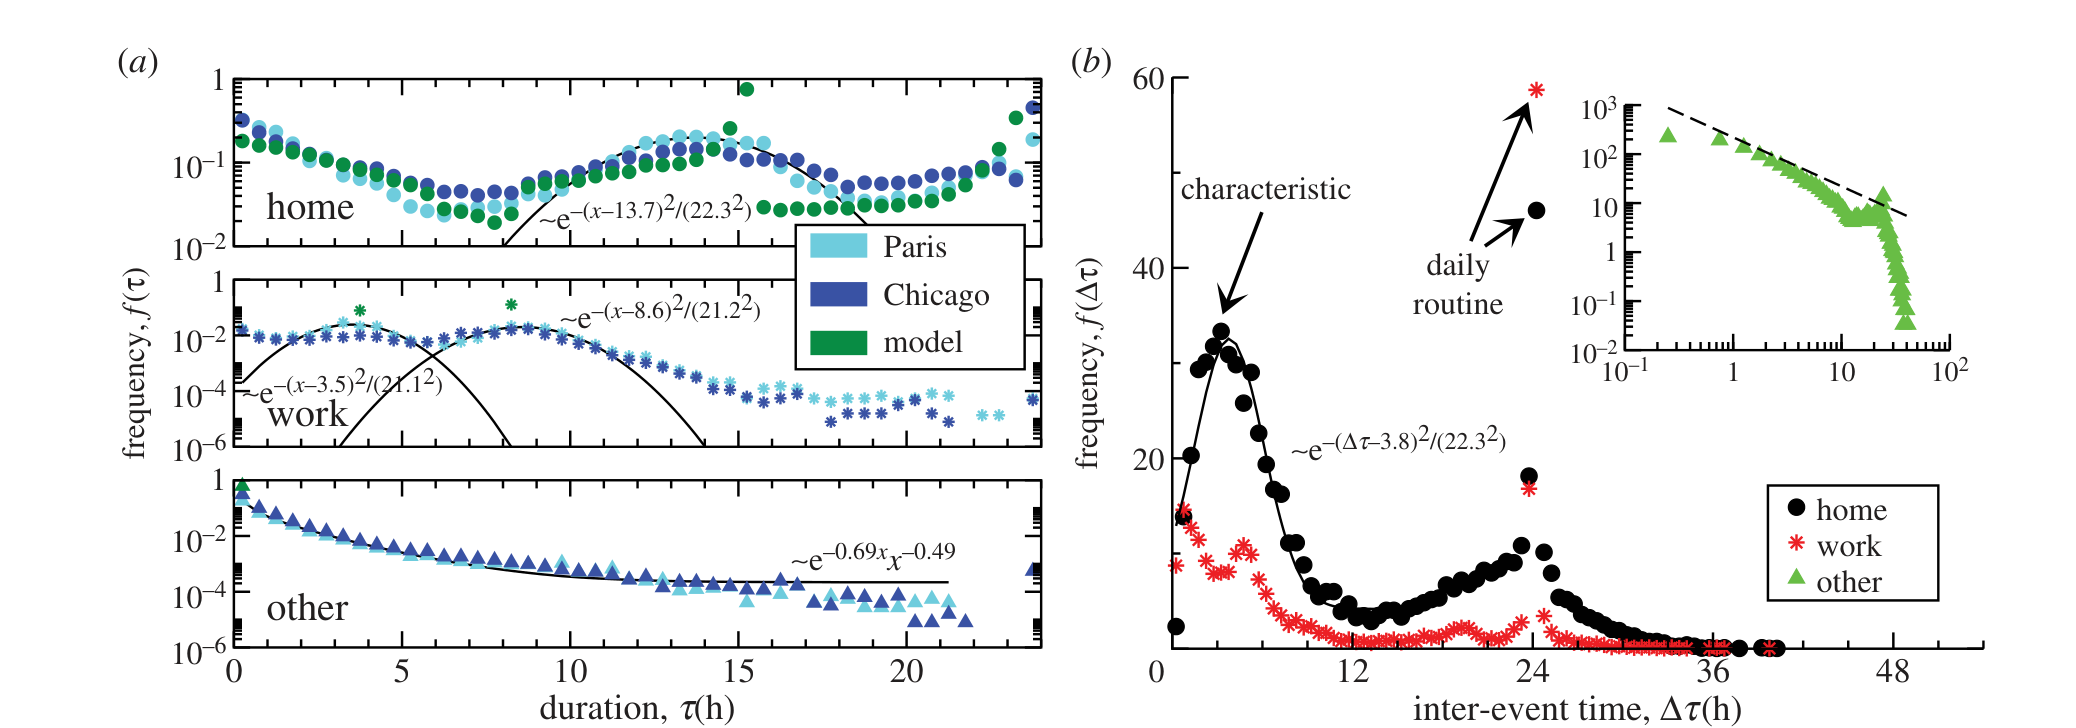 (a)
1
10⁻¹
10⁻²
home
~e^−(x−13.7)²/(22.3²)
Paris
Chicago
model
frequency, f(τ)
1
10⁻²
10⁻⁴
10⁻⁶
~e^−(x−8.6)²/(21.2²)
~e^−(x−3.5)²/(21.1²)
work
1
10⁻²
10⁻⁴
10⁻⁶
~e^−0.69x x^−0.49
other
0 5 10 15 20
duration, τ(h)
(b)
60
40
20
0 12 24 36 48
frequency, f(Δτ)
inter-event time, Δτ(h)
characteristic
daily
routine
~e^−(Δτ−3.8)²/(22.3²)
10³
10²
10
1
10⁻¹
10⁻²
10⁻¹ 1 10 10²
home
work
other